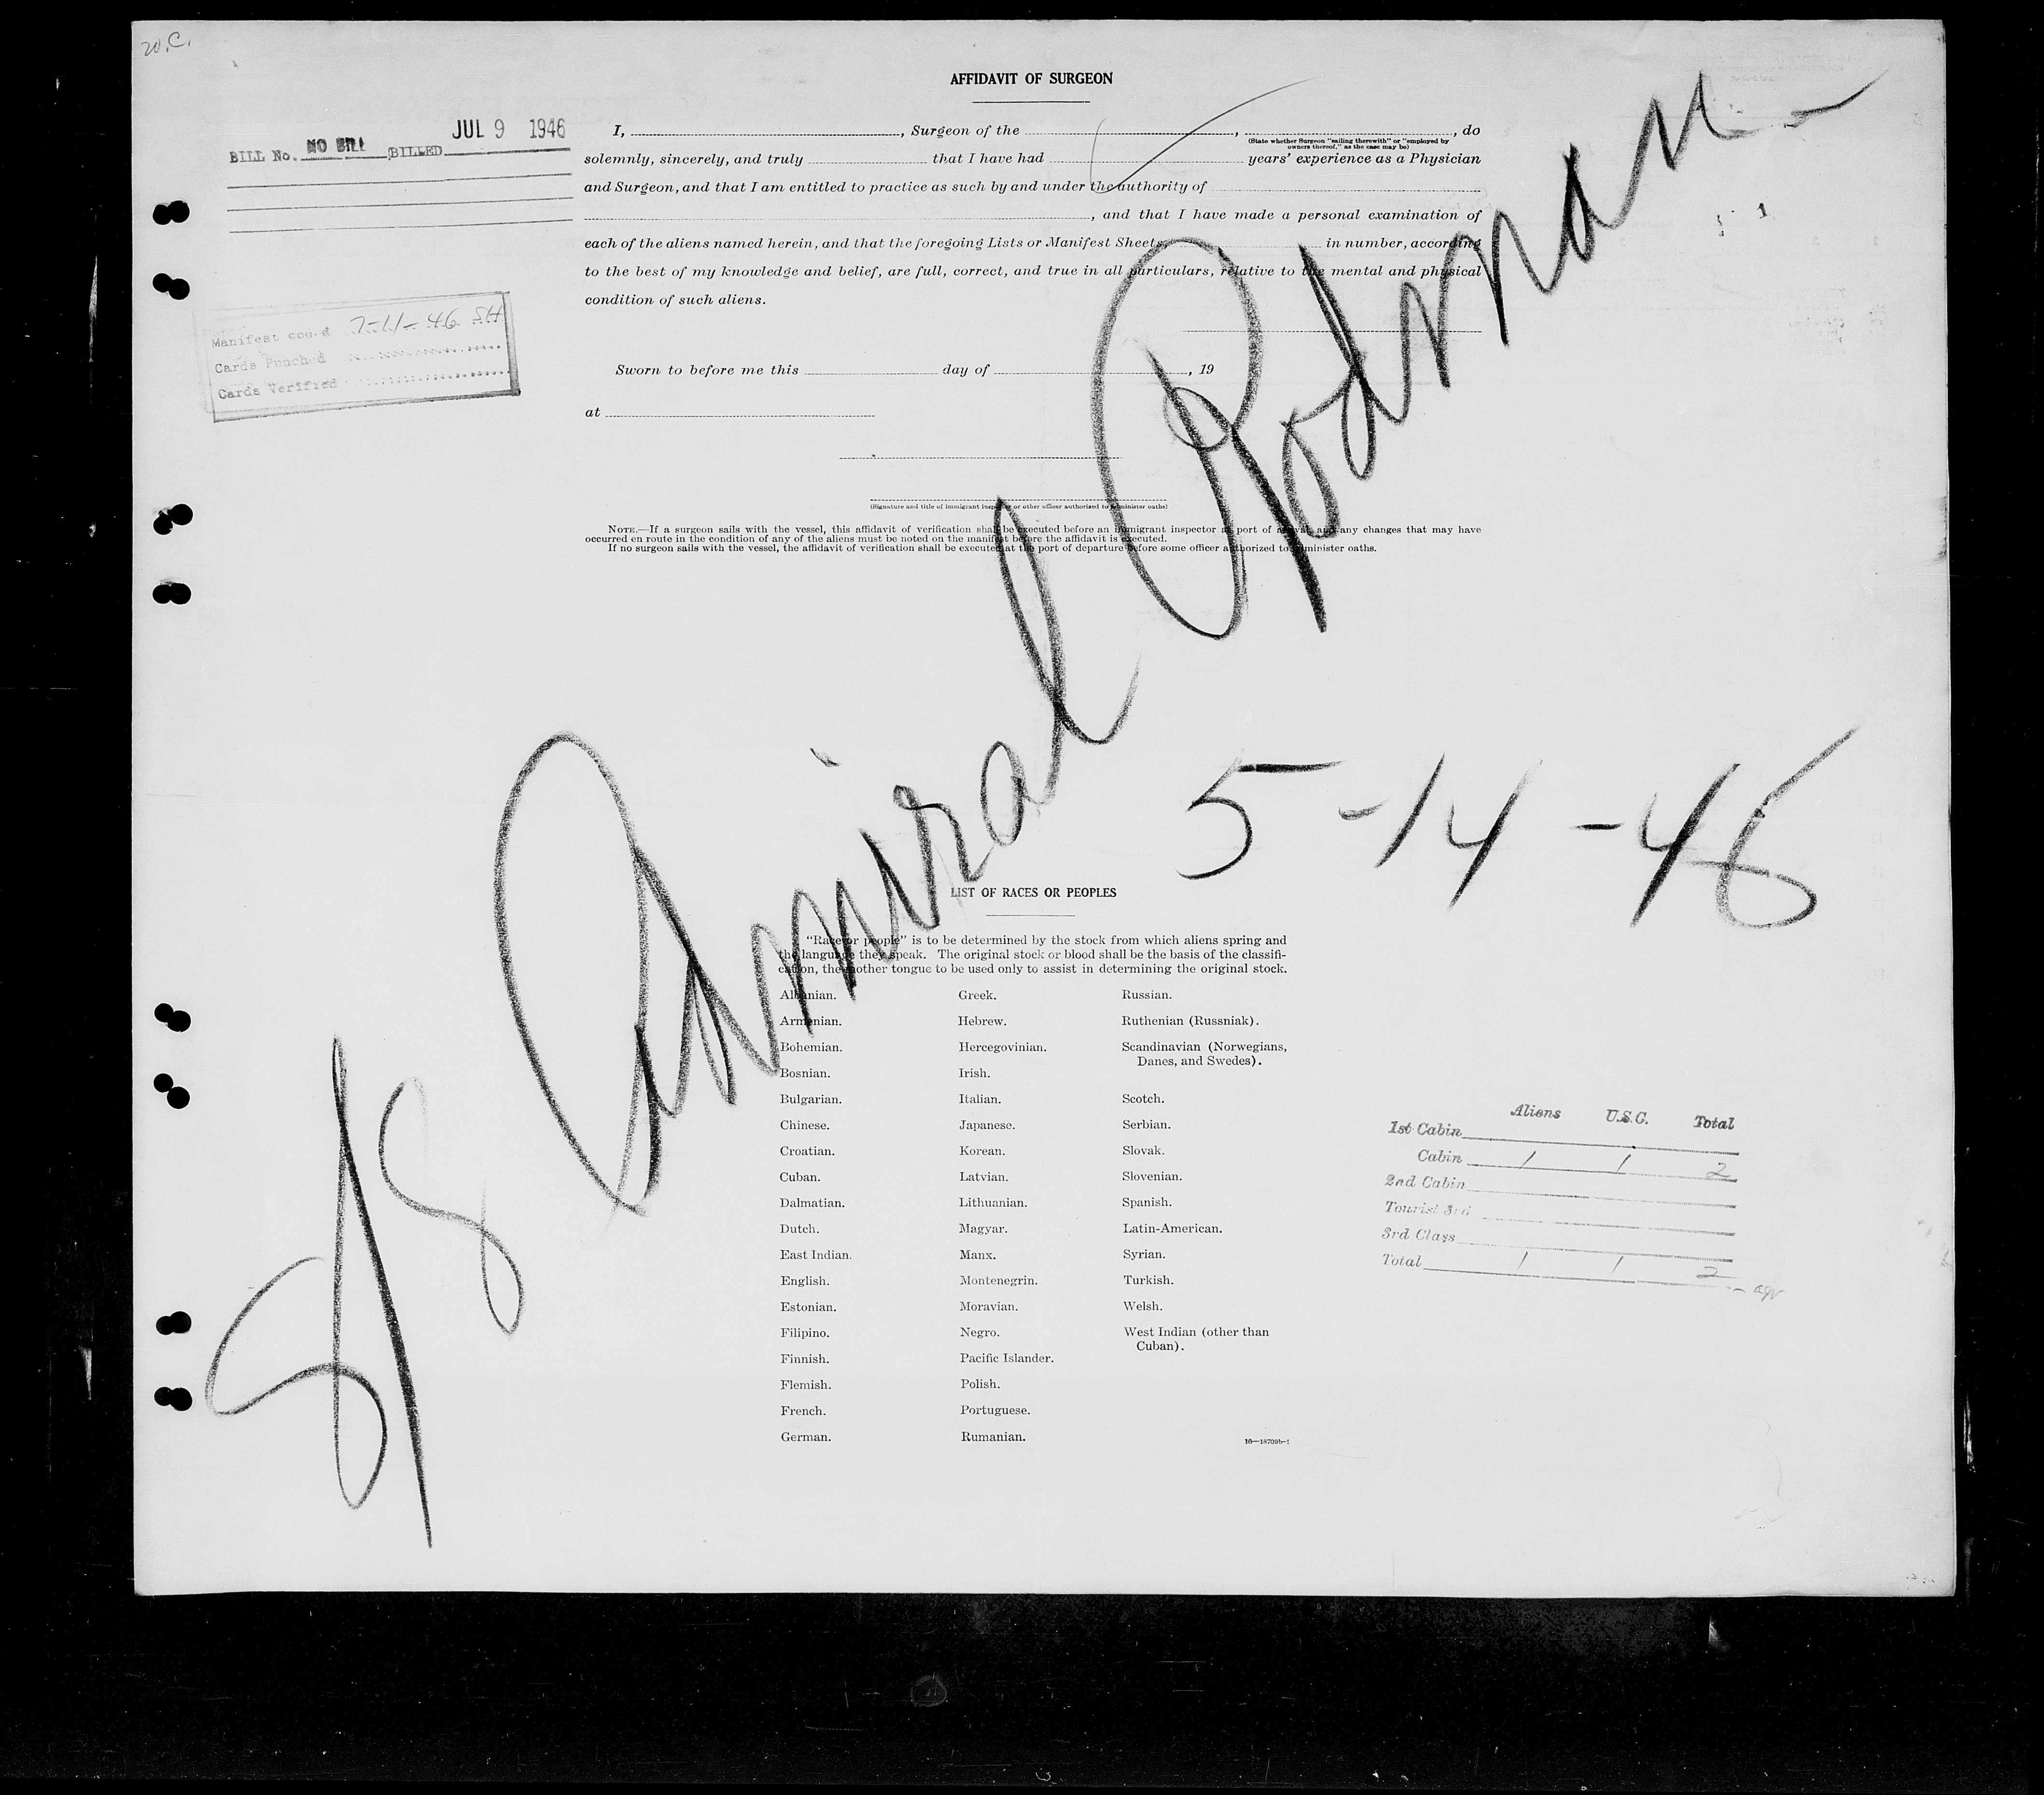 W.C.
AFFIDAVIT OF SURGEON
BILL No. NO BILL BILLED JUL 9 1946
I, , Surgeon of the , , do
(State whether Surgeon "sailing therewith" or "employed by owners thereof," as the case may be)
solemnly, sincerely, and truly that I have had years' experience as a Physician
and Surgeon, and that I am entitled to practice as such by and under the authority of
, and that I have made a personal examination of
each of the aliens named herein, and that the foregoing Lists or Manifest Sheets, in number, according
to the best of my knowledge and belief, are full, correct, and true in all particulars, relative to the mental and physical
condition of such aliens.
Manifest coded 7-11-46 SH
Cards Punched
Cards Verified
Sworn to before me this day of , 19
at
(Signature and title of immigrant inspector or other officer authorized to administer oaths)
NOTE.—If a surgeon sails with the vessel, this affidavit of verification shall be executed before an immigrant inspector at port of arrival, and any changes that may have
occurred en route in the condition of any of the aliens must be noted on the manifest before the affidavit is executed.
If no surgeon sails with the vessel, the affidavit of verification shall be executed at the port of departure before some officer authorized to administer oaths.
S/S Admiral Rodman
5-14-46
LIST OF RACES OR PEOPLES
"Race or people" is to be determined by the stock from which aliens spring and
the language they speak. The original stock or blood shall be the basis of the classifi-
cation, the mother tongue to be used only to assist in determining the original stock.
Albanian.
Armenian.
Bohemian.
Bosnian.
Bulgarian.
Chinese.
Croatian.
Cuban.
Dalmatian.
Dutch.
East Indian.
English.
Estonian.
Filipino.
Finnish.
Flemish.
French.
German.
Greek.
Hebrew.
Hercegovinian.
Irish.
Italian.
Japanese.
Korean.
Latvian.
Lithuanian.
Magyar.
Manx.
Montenegrin.
Moravian.
Negro.
Pacific Islander.
Polish.
Portuguese.
Rumanian.
Russian.
Ruthenian (Russniak).
Scandinavian (Norwegians,
Danes, and Swedes).
Scotch.
Serbian.
Slovak.
Slovenian.
Spanish.
Latin-American.
Syrian.
Turkish.
Welsh.
West Indian (other than
Cuban).
16—18709b-1
Aliens U.S.C. Total
1st Cabin
Cabin 1 1 2
2nd Cabin
Tourist 3rd
3rd Class
Total 1 1 2